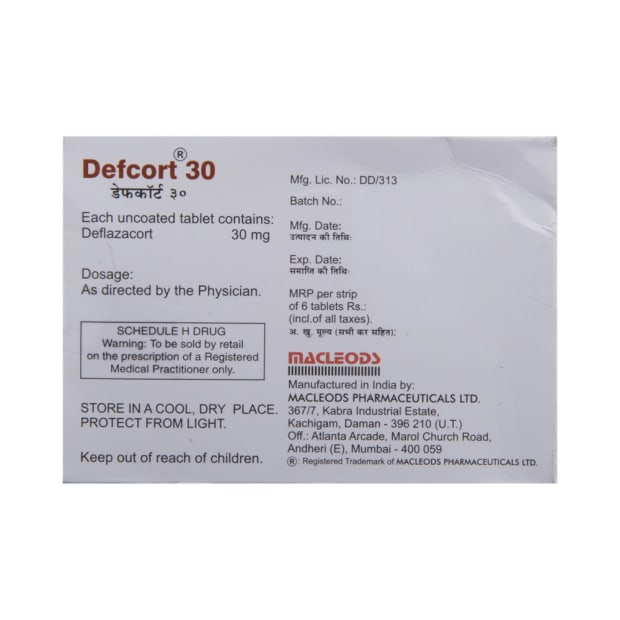 Defcort® 30
डेफकॉर्ट ३०
Each uncoated tablet contains:
Deflazacort 30 mg
Dosage:
As directed by the Physician.
SCHEDULE H DRUG
Warning: To be sold by retail
on the prescription of a Registered
Medical Practitioner only.
STORE IN A COOL, DRY PLACE.
PROTECT FROM LIGHT.
Keep out of reach of children.
Mfg. Lic. No.: DD/313
Batch No.:
Mfg. Date:
उत्पादन की तिथि:
Exp. Date:
समाप्ति की तिथि:
MRP per strip
of 6 tablets Rs.:
(incl.of all taxes).
अ. खु. मूल्य (सभी कर सहित):
MACLEODS
Manufactured in India by:
MACLEODS PHARMACEUTICALS LTD.
367/7, Kabra Industrial Estate,
Kachigam, Daman - 396 210 (U.T.)
Off.: Atlanta Arcade, Marol Church Road,
Andheri (E), Mumbai - 400 059
®: Registered Trademark of MACLEODS PHARMACEUTICALS LTD.